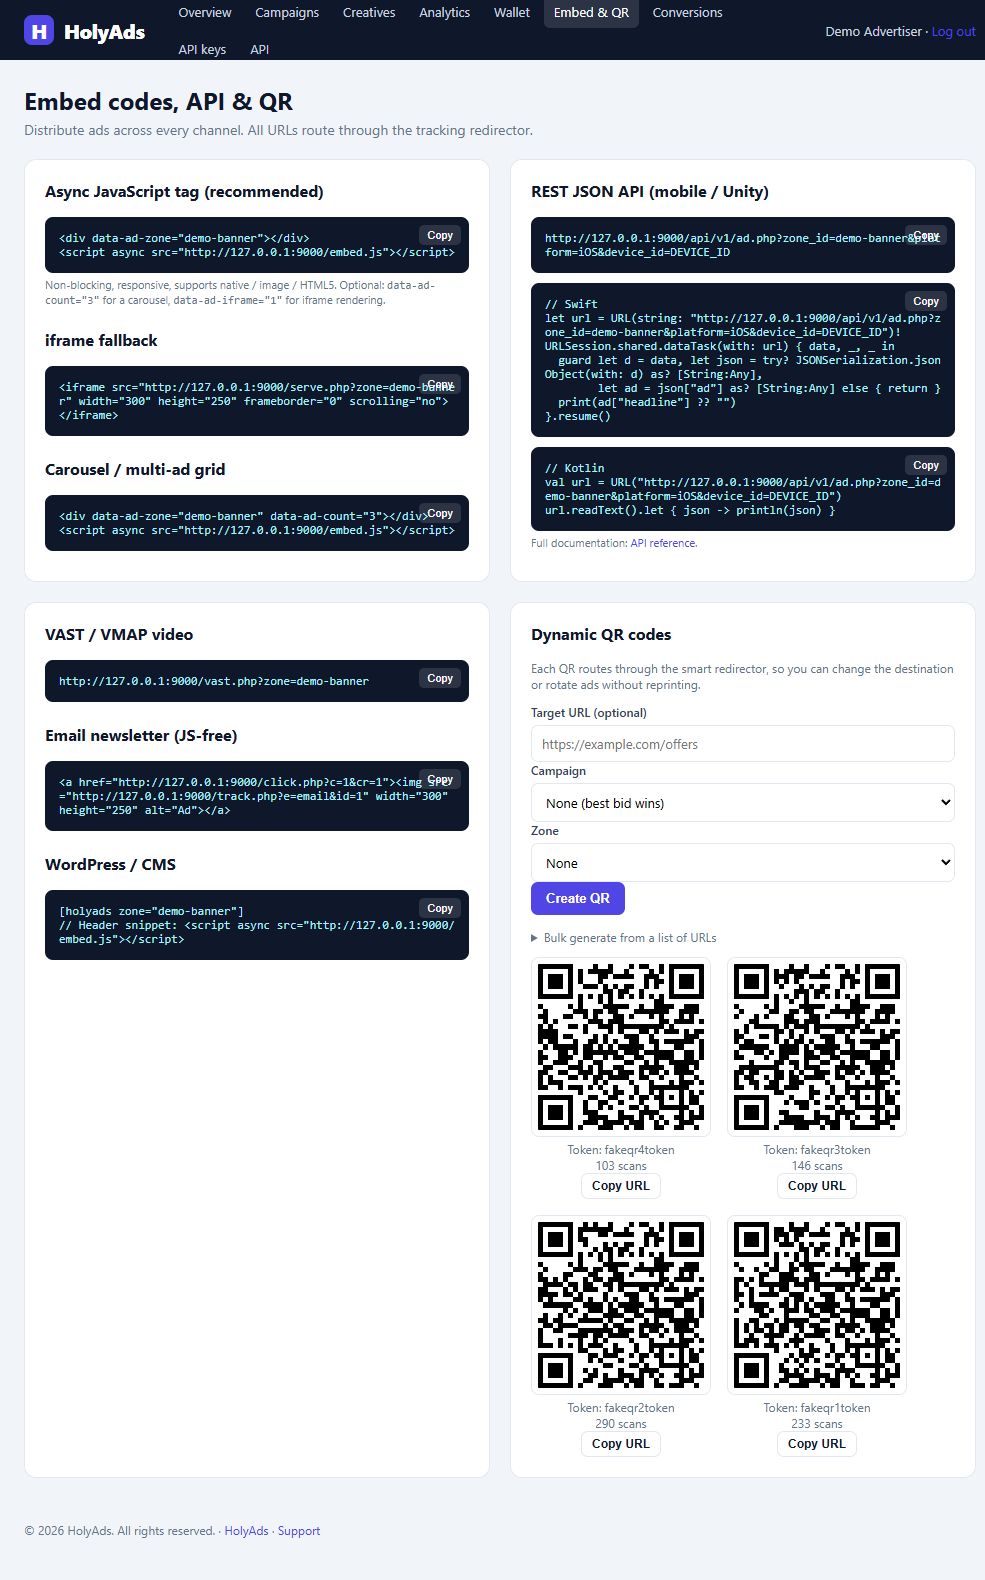 H HolyAds
Overview Campaigns Creatives Analytics Wallet Embed & QR Conversions
API keys API
Demo Advertiser · Log out
Embed codes, API & QR
Distribute ads across every channel. All URLs route through the tracking redirector.
Async JavaScript tag (recommended)
Copy
<div data-ad-zone="demo-banner"></div>
<script async src="http://127.0.0.1:9000/embed.js"></script>
Non-blocking, responsive, supports native / image / HTML5. Optional: data-ad-
count="3" for a carousel, data-ad-iframe="1" for iframe rendering.
iframe fallback
Copy
<iframe src="http://127.0.0.1:9000/serve.php?zone=demo-banne
r" width="300" height="250" frameborder="0" scrolling="no">
</iframe>
Carousel / multi-ad grid
Copy
<div data-ad-zone="demo-banner" data-ad-count="3"></div>
<script async src="http://127.0.0.1:9000/embed.js"></script>
REST JSON API (mobile / Unity)
Copy
http://127.0.0.1:9000/api/v1/ad.php?zone_id=demo-banner&plat
form=iOS&device_id=DEVICE_ID
Copy
// Swift
let url = URL(string: "http://127.0.0.1:9000/api/v1/ad.php?z
one_id=demo-banner&platform=iOS&device_id=DEVICE_ID")!
URLSession.shared.dataTask(with: url) { data, _, _ in
guard let d = data, let json = try? JSONSerialization.json
Object(with: d) as? [String:Any],
let ad = json["ad"] as? [String:Any] else { return }
print(ad["headline"] ?? "")
}.resume()
Copy
// Kotlin
val url = URL("http://127.0.0.1:9000/api/v1/ad.php?zone_id=d
emo-banner&platform=iOS&device_id=DEVICE_ID")
url.readText().let { json -> println(json) }
Full documentation: API reference.
VAST / VMAP video
Copy
http://127.0.0.1:9000/vast.php?zone=demo-banner
Email newsletter (JS-free)
Copy
<a href="http://127.0.0.1:9000/click.php?c=1&cr=1"><img src
="http://127.0.0.1:9000/track.php?e=email&id=1" width="300"
height="250" alt="Ad"></a>
WordPress / CMS
Copy
[holyads zone="demo-banner"]
// Header snippet: <script async src="http://127.0.0.1:9000/
embed.js"></script>
Dynamic QR codes
Each QR routes through the smart redirector, so you can change the destination
or rotate ads without reprinting.
Target URL (optional)
https://example.com/offers
Campaign
None (best bid wins)
Zone
None
Create QR
Bulk generate from a list of URLs
Token: fakeqr4token
103 scans
Copy URL
Token: fakeqr3token
146 scans
Copy URL
Token: fakeqr2token
290 scans
Copy URL
Token: fakeqr1token
233 scans
Copy URL
© 2026 HolyAds. All rights reserved. · HolyAds · Support